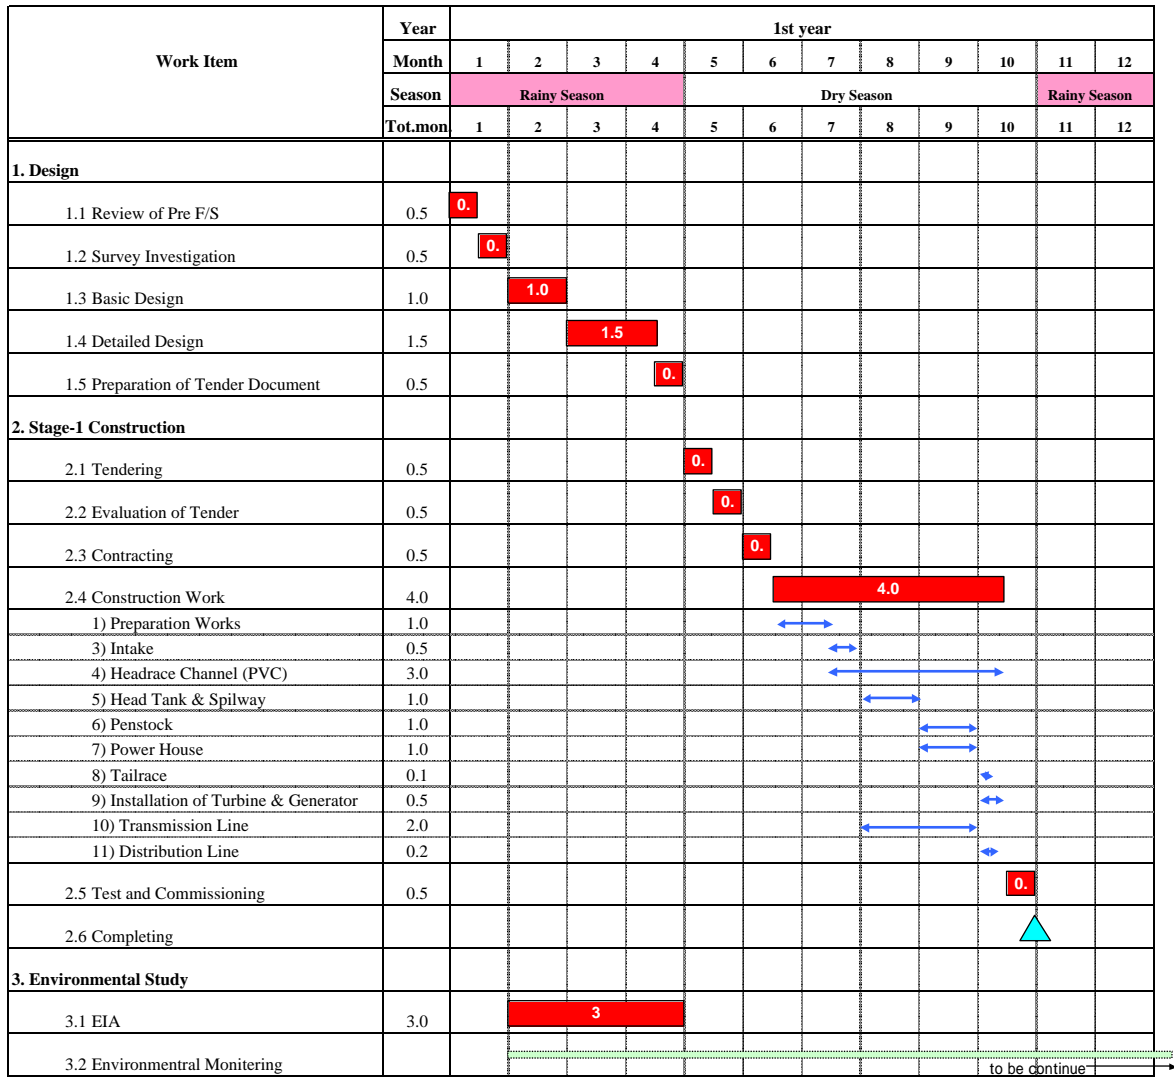 Year 1st year
Work Item Month 1 2 3 4 5 6 7 8 9 10 11 12
Season Rainy Season Dry Season Rainy Season
Tot.mon. 1 2 3 4 5 6 7 8 9 10 11 12
1. Design
1.1 Review of Pre F/S 0.5 0.
1.2 Survey Investigation 0.5 0.
1.3 Basic Design 1.0 1.0
1.4 Detailed Design 1.5 1.5
1.5 Preparation of Tender Document 0.5 0.
2. Stage-1 Construction
2.1 Tendering 0.5 0.
2.2 Evaluation of Tender 0.5 0.
2.3 Contracting 0.5 0.
2.4 Construction Work 4.0 4.0
1) Preparation Works 1.0
3) Intake 0.5
4) Headrace Channel (PVC) 3.0
5) Head Tank & Spilway 1.0
6) Penstock 1.0
7) Power House 1.0
8) Tailrace 0.1
9) Installation of Turbine & Generator 0.5
10) Transmission Line 2.0
11) Distribution Line 0.2
2.5 Test and Commissioning 0.5 0.
2.6 Completing
3. Environmental Study
3.1 EIA 3.0 3
3.2 Environmentral Monitering to be continue